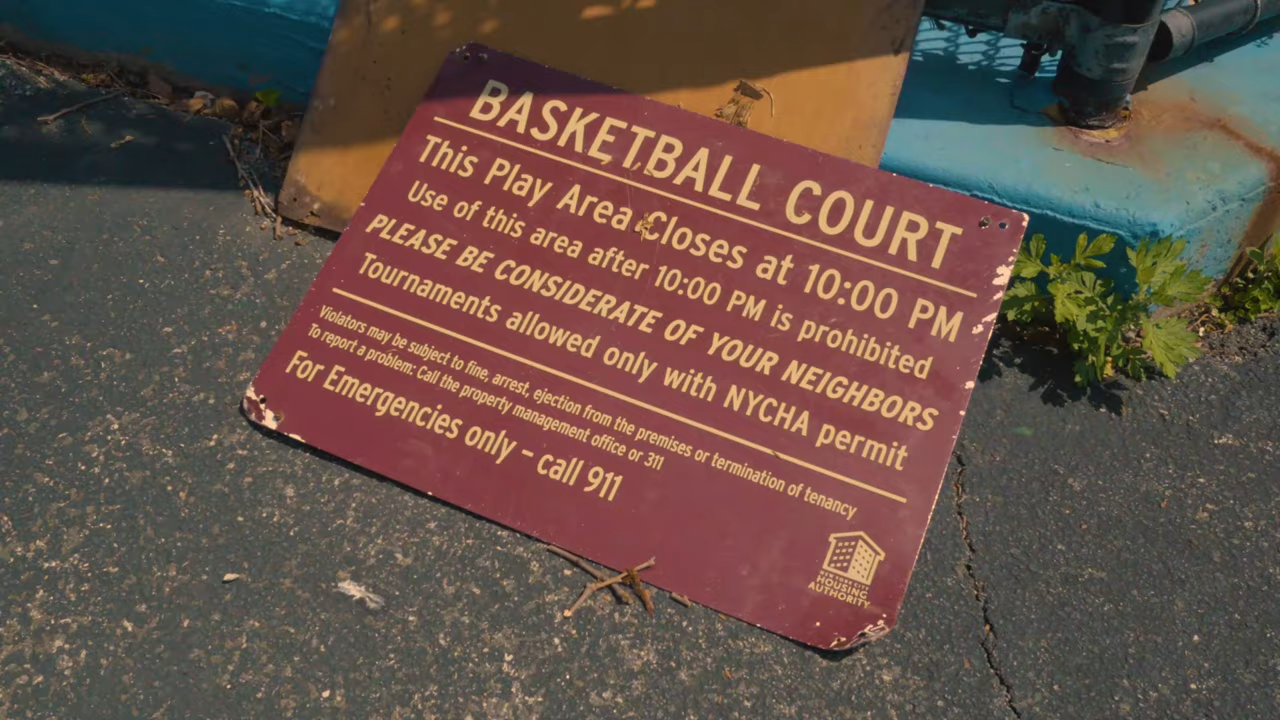 BASKETBALL COURT
This Play Area Closes at 10:00 PM
Use of this area after 10:00 PM is prohibited
PLEASE BE CONSIDERATE OF YOUR NEIGHBORS
Tournaments allowed only with NYCHA permit
Violators may be subject to fine, arrest, ejection from the premises or termination of tenancy
To report a problem: Call the property management office or 311
For Emergencies only - call 911
NEW YORK CITY
HOUSING
AUTHORITY